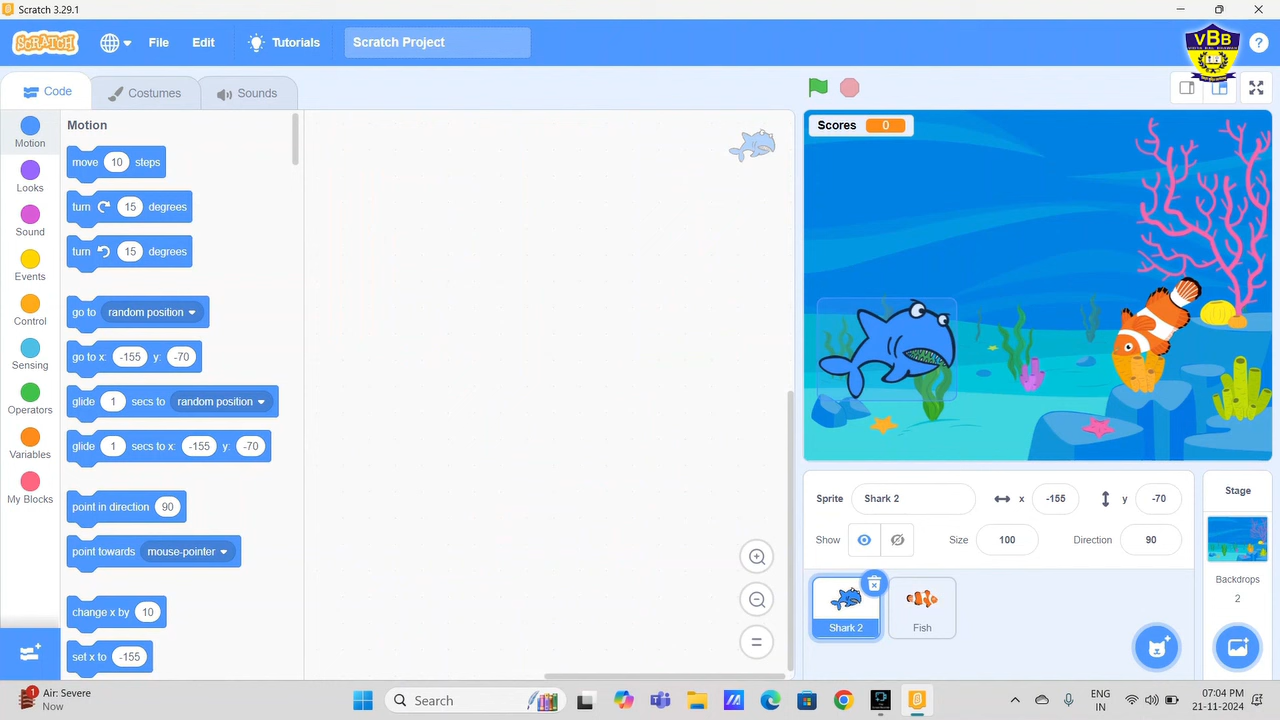 Scratch 3.29.1
SCRATCH
File
Edit
Tutorials
Scratch Project
VBB
?
Code
Costumes
Sounds
Motion
Looks
Sound
Events
Control
Sensing
Operators
Variables
My Blocks
Motion
move 10 steps
turn 15 degrees
turn 15 degrees
go to random position
go to x: -155 y: -70
glide 1 secs to random position
glide 1 secs to x: -155 y: -70
point in direction 90
point towards mouse-pointer
change x by 10
set x to -155
Scores 0
Sprite Shark 2 x -155 y -70
Show Size 100 Direction 90
Shark 2
Fish
Stage
Backdrops
2
1
Air: Severe
Now
Search
ENG
IN
07:04 PM
21-11-2024